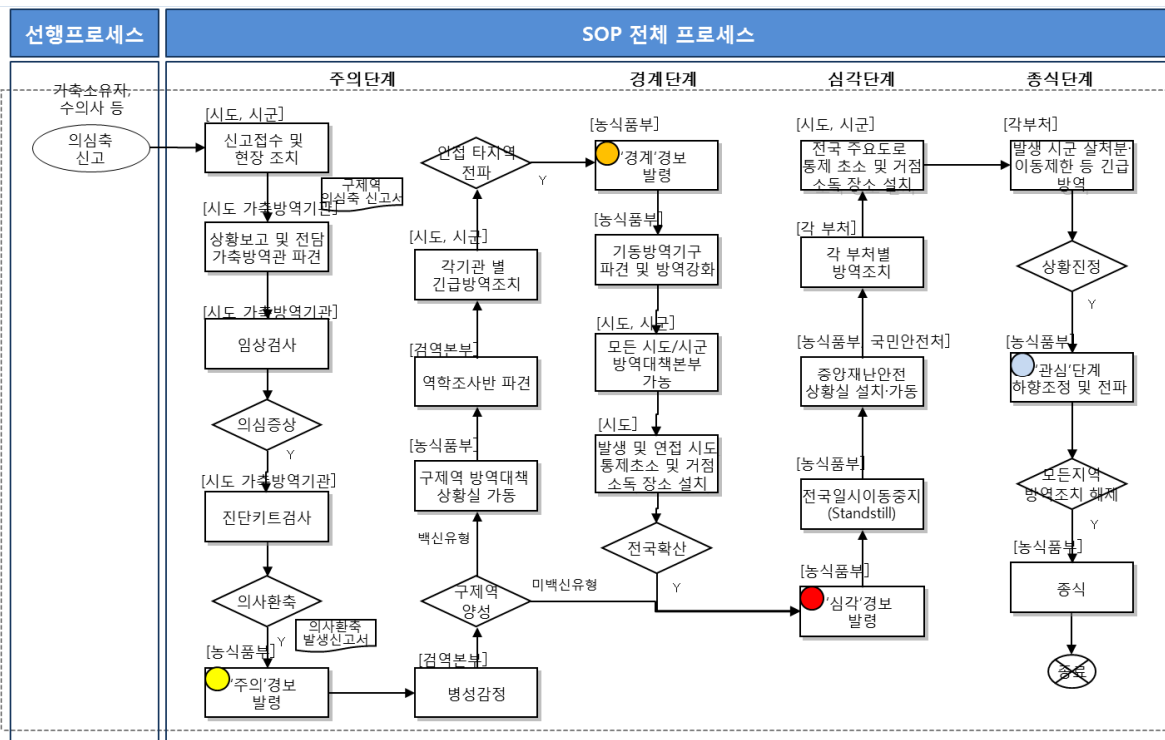 선행프로세스
SOP 전체 프로세스
주의단계
경계단계
심각단계
종식단계
가축소유자,
수의사 등
의심축
신고
[시도, 시군]
신고접수 및
현장 조치
구제역
의심축 신고서
[시도 가축방역기관]
상황보고 및 전담
가축방역관 파견
[시도 가축방역기관]
임상검사
의심증상
Y
[시도 가축방역기관]
진단키트검사
의사환축
Y
의사환축
발생신고서
[농식품부]
'주의'경보
발령
[검역본부]
병성감정
구제역
양성
백신유형
미백신유형
[농식품부]
구제역 방역대책
상황실 가동
[검역본부]
역학조사반 파견
[시도, 시군]
각기관 별
긴급방역조치
인접 타지역
전파
Y
[농식품부]
'경계'경보
발령
[농식품부]
기동방역기구
파견 및 방역강화
[시도, 시군]
모든 시도/시군
방역대책본부
가능
[시도]
발생 및 연접 시도
통제초소 및 거점
소독 장소 설치
전국확산
Y
[농식품부]
'심각'경보
발령
[농식품부]
전국일시이동중지
(Standstill)
[농식품부, 국민안전처]
중앙재난안전
상황실 설치·가동
[각 부처]
각 부처별
방역조치
[시도, 시군]
전국 주요도로
통제 초소 및 거점
소독 장소 설치
[각부처]
발생 시군 살처분·
이동제한 등 긴급
방역
상황진정
Y
[농식품부]
'관심'단계
하향조정 및 전파
모든지역
방역조치 해제
Y
[농식품부]
종식
종료